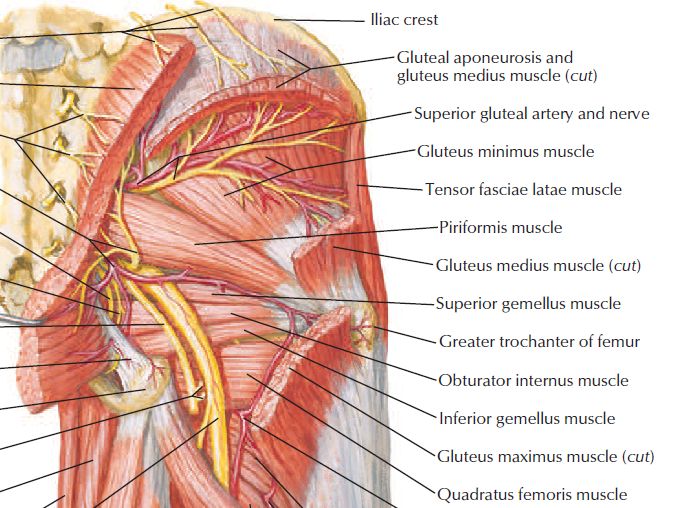 Iliac crest
Gluteal aponeurosis and
gluteus medius muscle (cut)
Superior gluteal artery and nerve
Gluteus minimus muscle
Tensor fasciae latae muscle
Piriformis muscle
Gluteus medius muscle (cut)
Superior gemellus muscle
Greater trochanter of femur
Obturator internus muscle
Inferior gemellus muscle
Gluteus maximus muscle (cut)
Quadratus femoris muscle